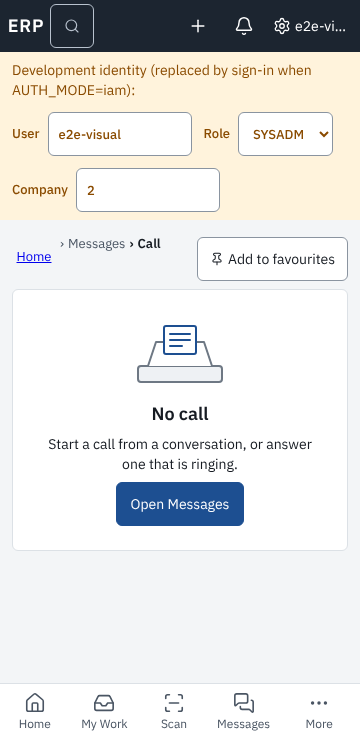 ERP e2e-vi...
Development identity (replaced by sign-in when
AUTH_MODE=iam):
User e2e-visual Role SYSADM
Company 2
Home › Messages › Call Add to favourites
No call
Start a call from a conversation, or answer
one that is ringing.
Open Messages
Home My Work Scan Messages More